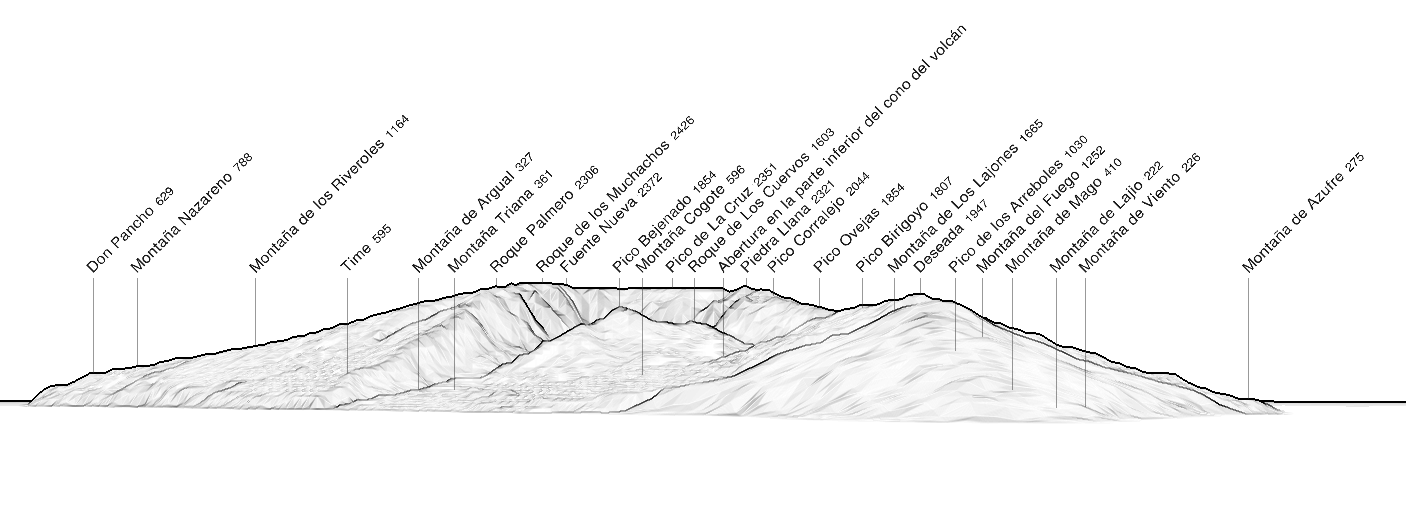 Don Pancho 629
Montaña Nazareno 788
Montaña de los Riveroles 1164
Time 595
Montaña de Argual 327
Montaña Triana 361
Roque Palmero 2306
Roque de los Muchachos 2426
Fuente Nueva 2372
Pico Bejenado 1854
Montaña Cogote 596
Pico de La Cruz 2351
Roque de Los Cuervos 1603
Abertura en la parte inferior del cono del volcán
Piedra Llana 2321
Pico Corralejo 2044
Pico Ovejas 1854
Pico Birigoyo 1807
Montaña de Los Lajones 1665
Deseada 1947
Pico de los Arreboles 1030
Montaña del Fuego 1252
Montaña de Mago 410
Montaña de Lajio 222
Montaña de Viento 226
Montaña de Azufre 275